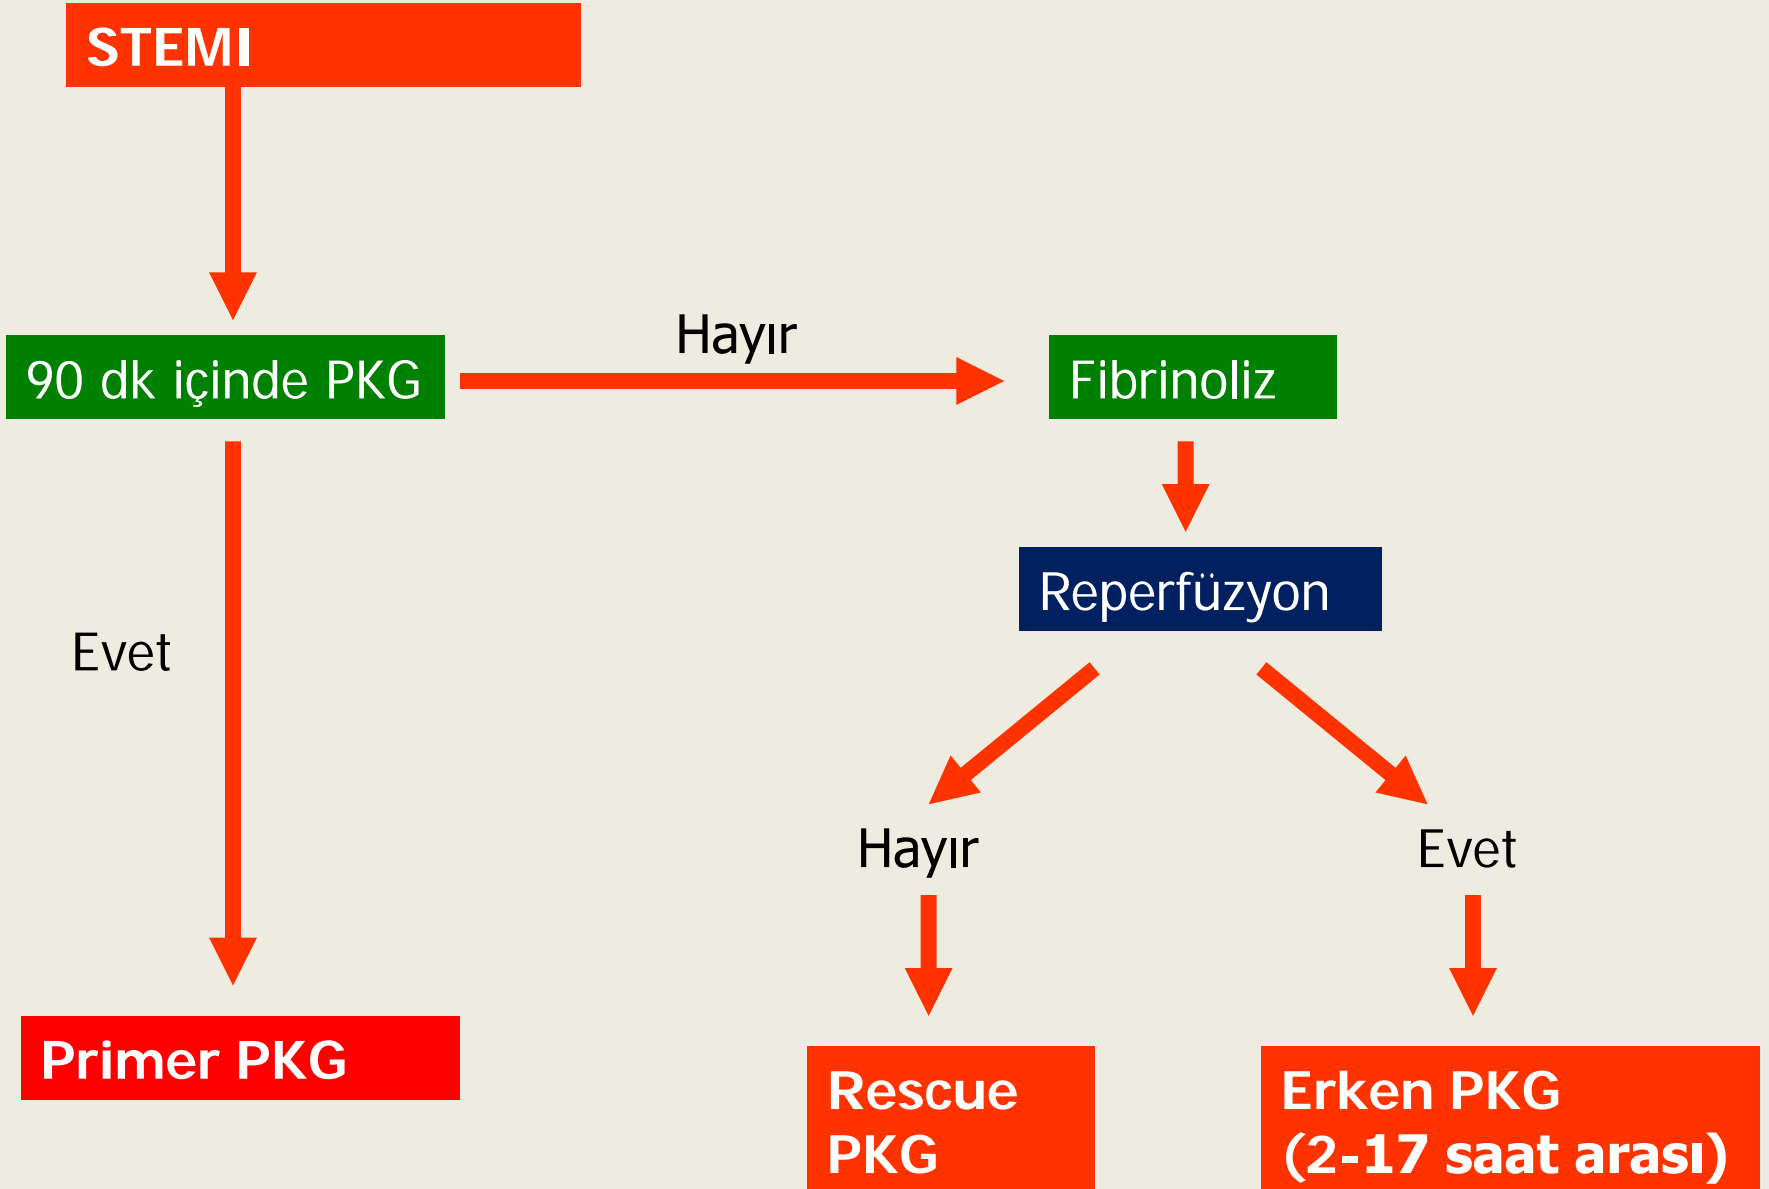 STEMI
Hayır
90 dk içinde PKG
Fibrinoliz
Reperfüzyon
Evet
Hayır
Evet
Primer PKG
Rescue
PKG
Erken PKG
(2-17 saat arası)